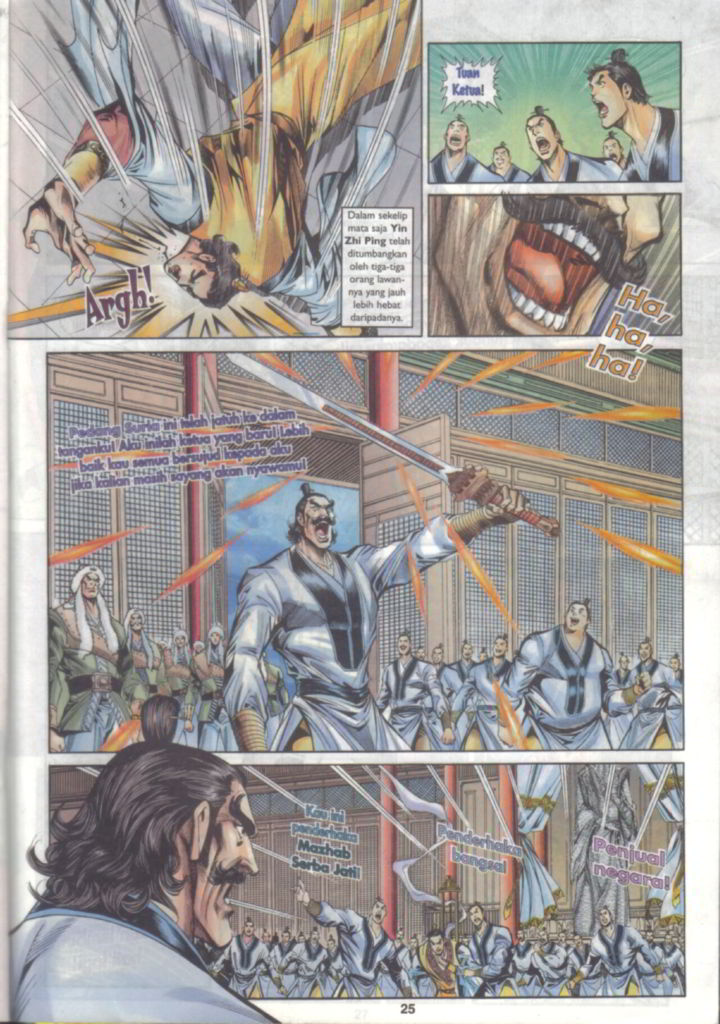 Tuan
Ketua!
Dalam sekelip
mata saja Yin
Zhi Ping telah
ditumbangkan
oleh tiga-tiga
orang lawan-
nya yang jauh
lebih hebat
daripadanya.
Argh!
Ha,
ha,
ha!
Pedang Suria ini telah jatuh ke dalam
tanganku! Aku inilah ketua yang baru! Lebih
baik kau semua bersujud kepada aku
jika kalian masih sayang akan nyawamu!
Kau ini
penderhaka
Mazhab
Serba Jati!
Penderhaka
bangsa!
Penjual
negara!
25